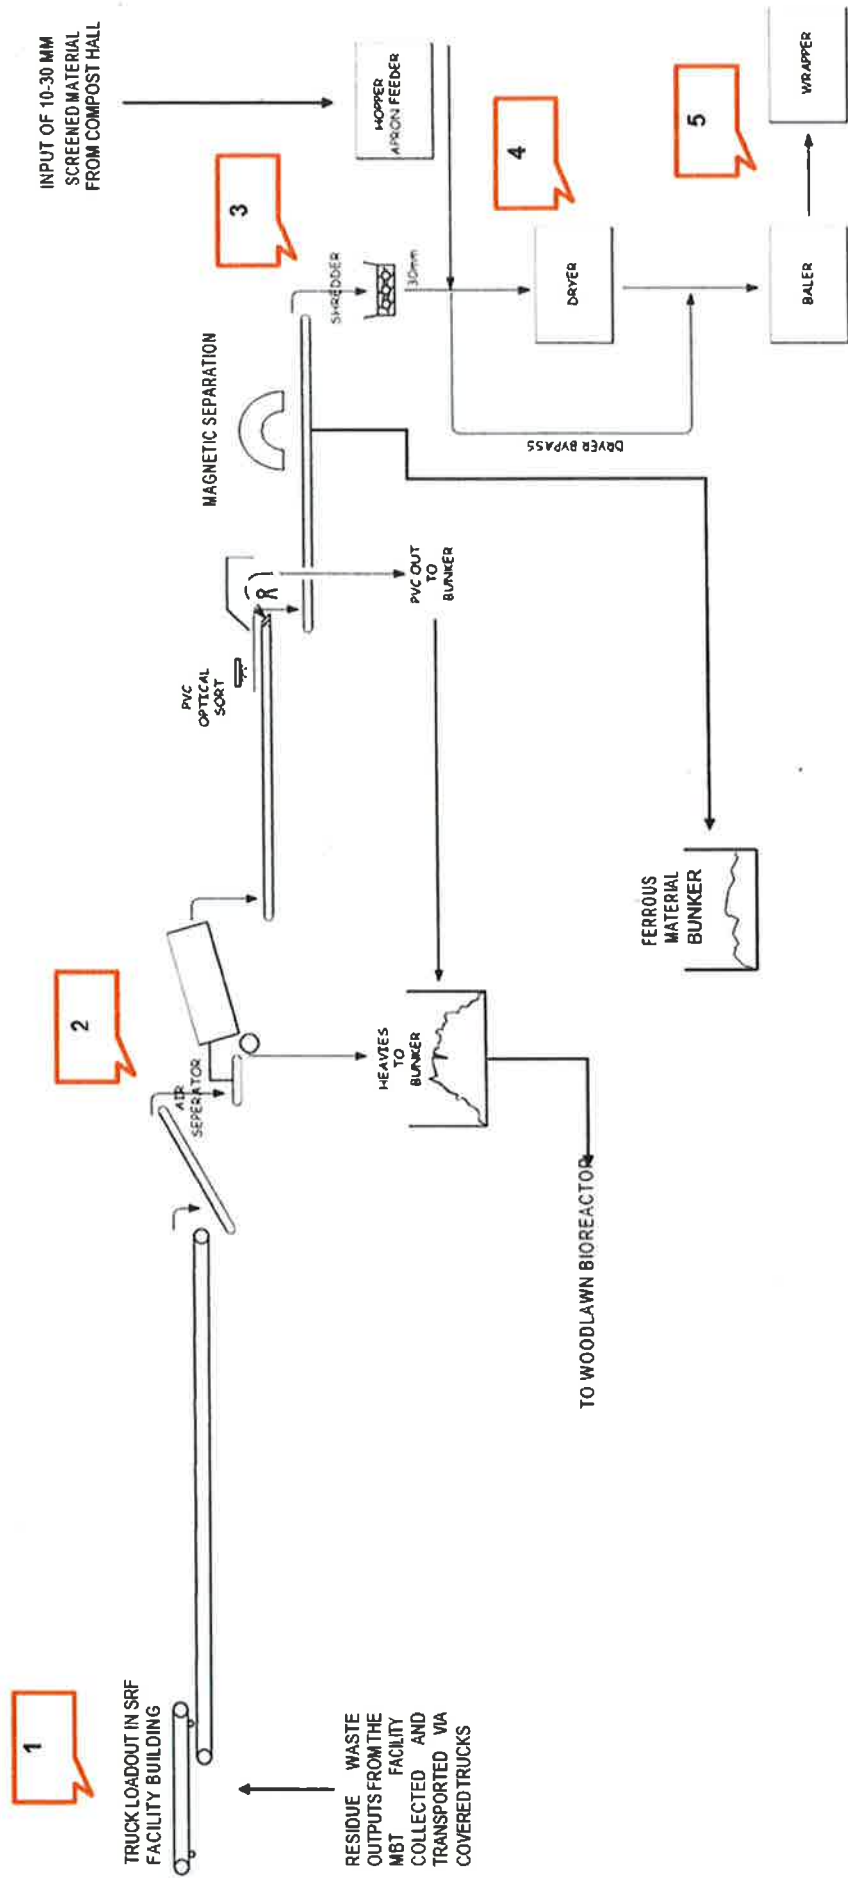 1
TRUCK LOADOUT IN SRF
FACILITY BUILDING
RESIDUE WASTE
OUTPUTS FROM THE
MBT FACILITY
COLLECTED AND
TRANSPORTED VIA
COVERED TRUCKS
2
AIR
SEPERATOR
HEAVIES
TO
BUNKER
TO WOODLAWN BIOREACTOR
PVC
OPTICAL
SORT
PVC OUT
TO
BUNKER
FERROUS
MATERIAL
BUNKER
MAGNETIC SEPARATION
3
SHREDDER
30mm
INPUT OF 10-30 MM
SCREENED MATERIAL
FROM COMPOST HALL
HOPPER
APRON FEEDER
4
DRYER
DRYER BYPASS
5
BALER
WRAPPER